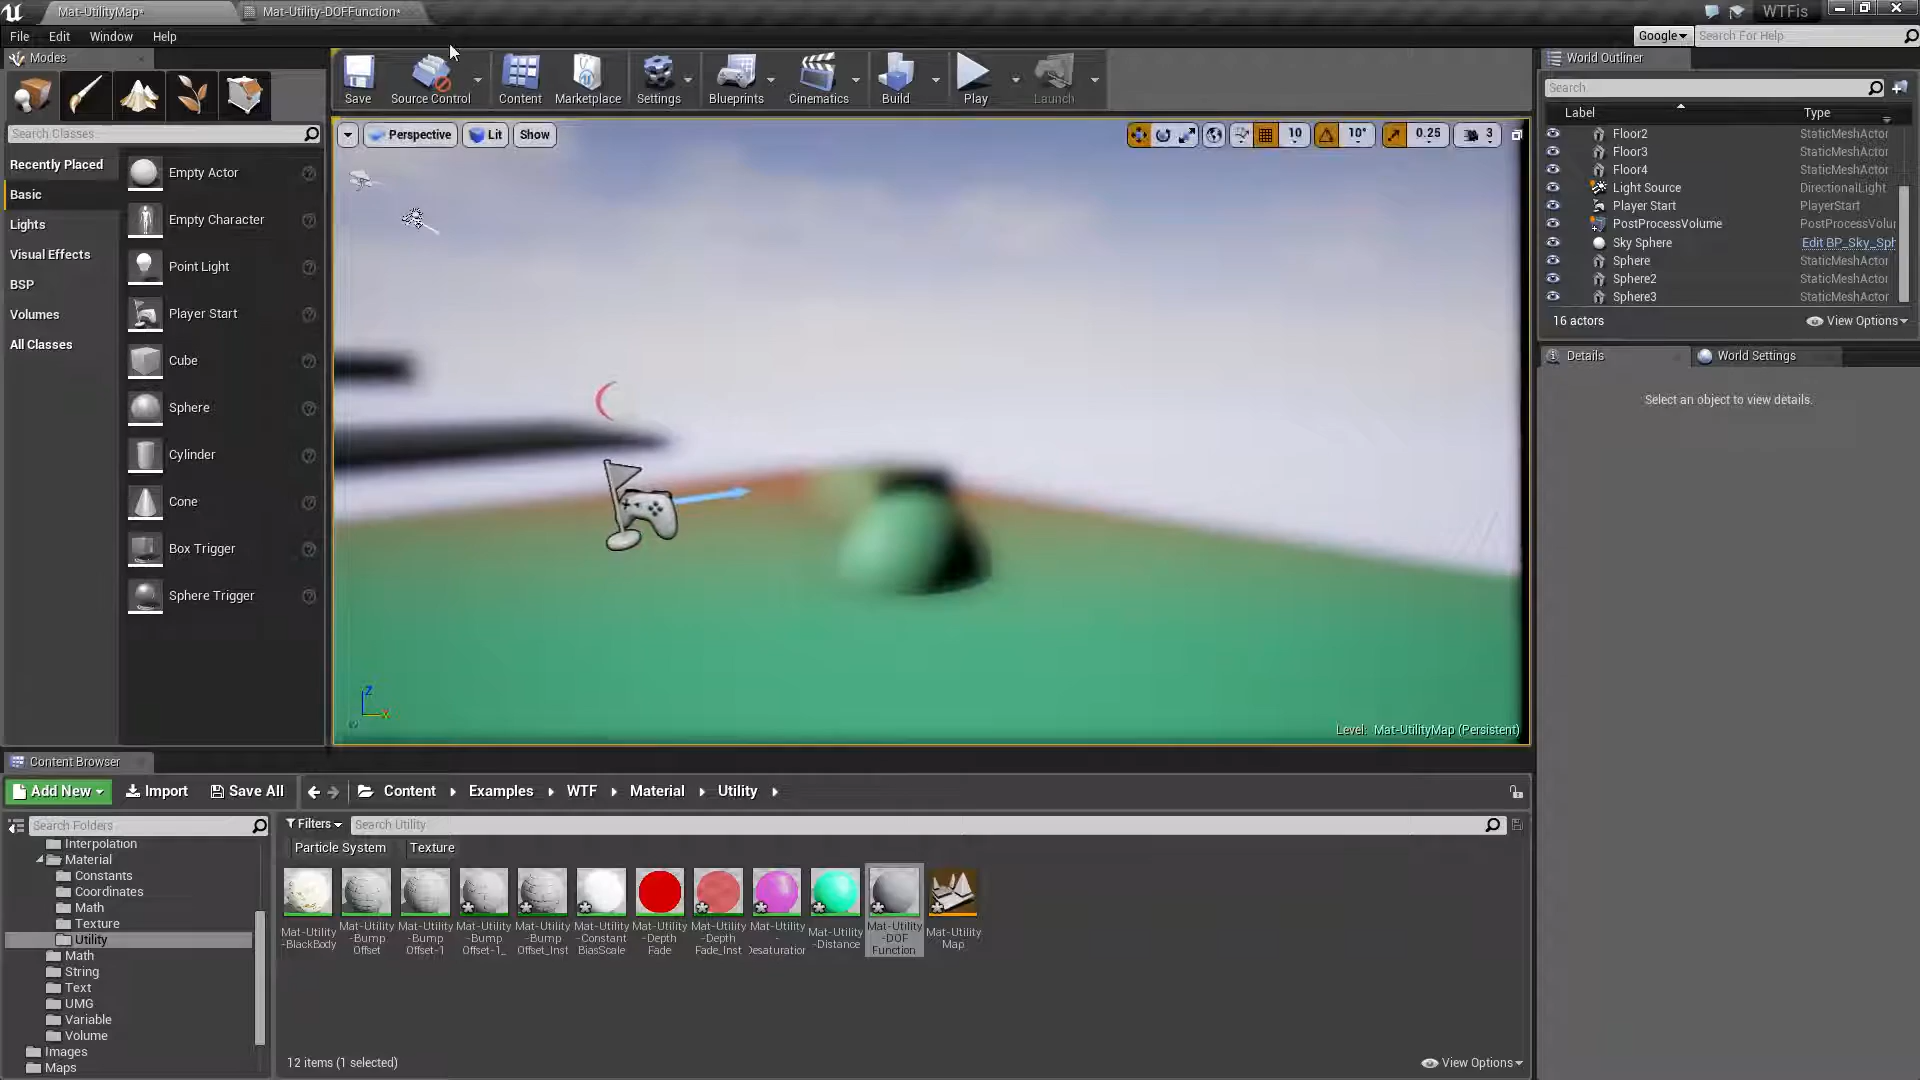 Mat-UtilityMap*
Mat-Utility-DOFFunction*
WTFis
File Edit Window Help
Google
Search For Help
Modes
Search Classes
Recently Placed
Basic
Lights
Visual Effects
BSP
Volumes
All Classes
Empty Actor
Empty Character
Point Light
Player Start
Cube
Sphere
Cylinder
Cone
Box Trigger
Sphere Trigger
Save
Source Control
Content
Marketplace
Settings
Blueprints
Cinematics
Build
Play
Launch
Perspective
Lit
Show
10
10°
0.25
3
Z
X
Level: Mat-UtilityMap (Persistent)
World Outliner
Search
Label Type
Floor2 StaticMeshActor
Floor3 StaticMeshActor
Floor4 StaticMeshActor
Light Source DirectionalLight
Player Start PlayerStart
PostProcessVolume PostProcessVolu
Sky Sphere Edit BP_Sky_Sph
Sphere StaticMeshActor
Sphere2 StaticMeshActor
Sphere3 StaticMeshActor
16 actors
View Options
Details
World Settings
Select an object to view details.
Content Browser
Add New
Import
Save All
Content Examples WTF Material Utility
Search Folders
Interpolation
Material
Constants
Coordinates
Math
Texture
Utility
Math
String
Text
UMG
Variable
Volume
Images
Maps
Filters
Search Utility
Particle System
Texture
Mat-Utility
-BlackBody
Mat-Utility
-Bump
Offset
Mat-Utility
-Bump
Offset-1
Mat-Utility
-Bump
Offset-1_
Mat-Utility
-Bump
Offset_Inst
Mat-Utility
-Constant
BiasScale
Mat-Utility
-Depth
Fade
Mat-Utility
-Depth
Fade_Inst
Mat-Utility
-
Desaturation
Mat-Utility
-Distance
Mat-Utility
-DOF
Function
Mat-Utility
Map
12 items (1 selected)
View Options